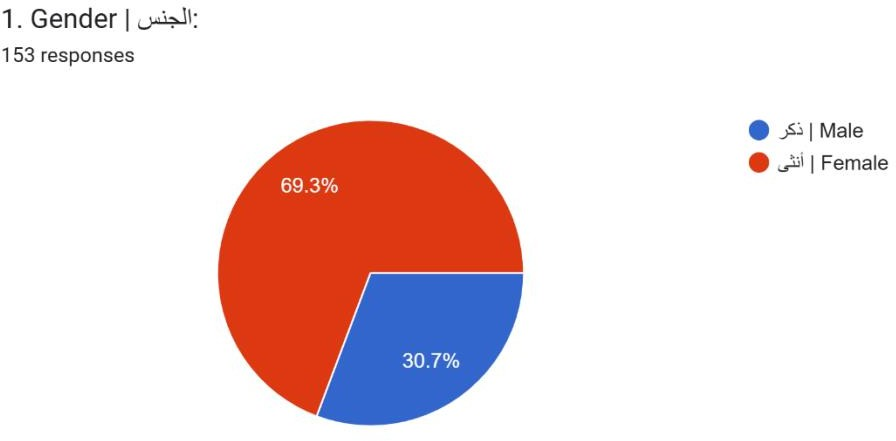 1. Gender | الجنس:
153 responses
ذكر | Male
أنثى | Female
69.3%
30.7%